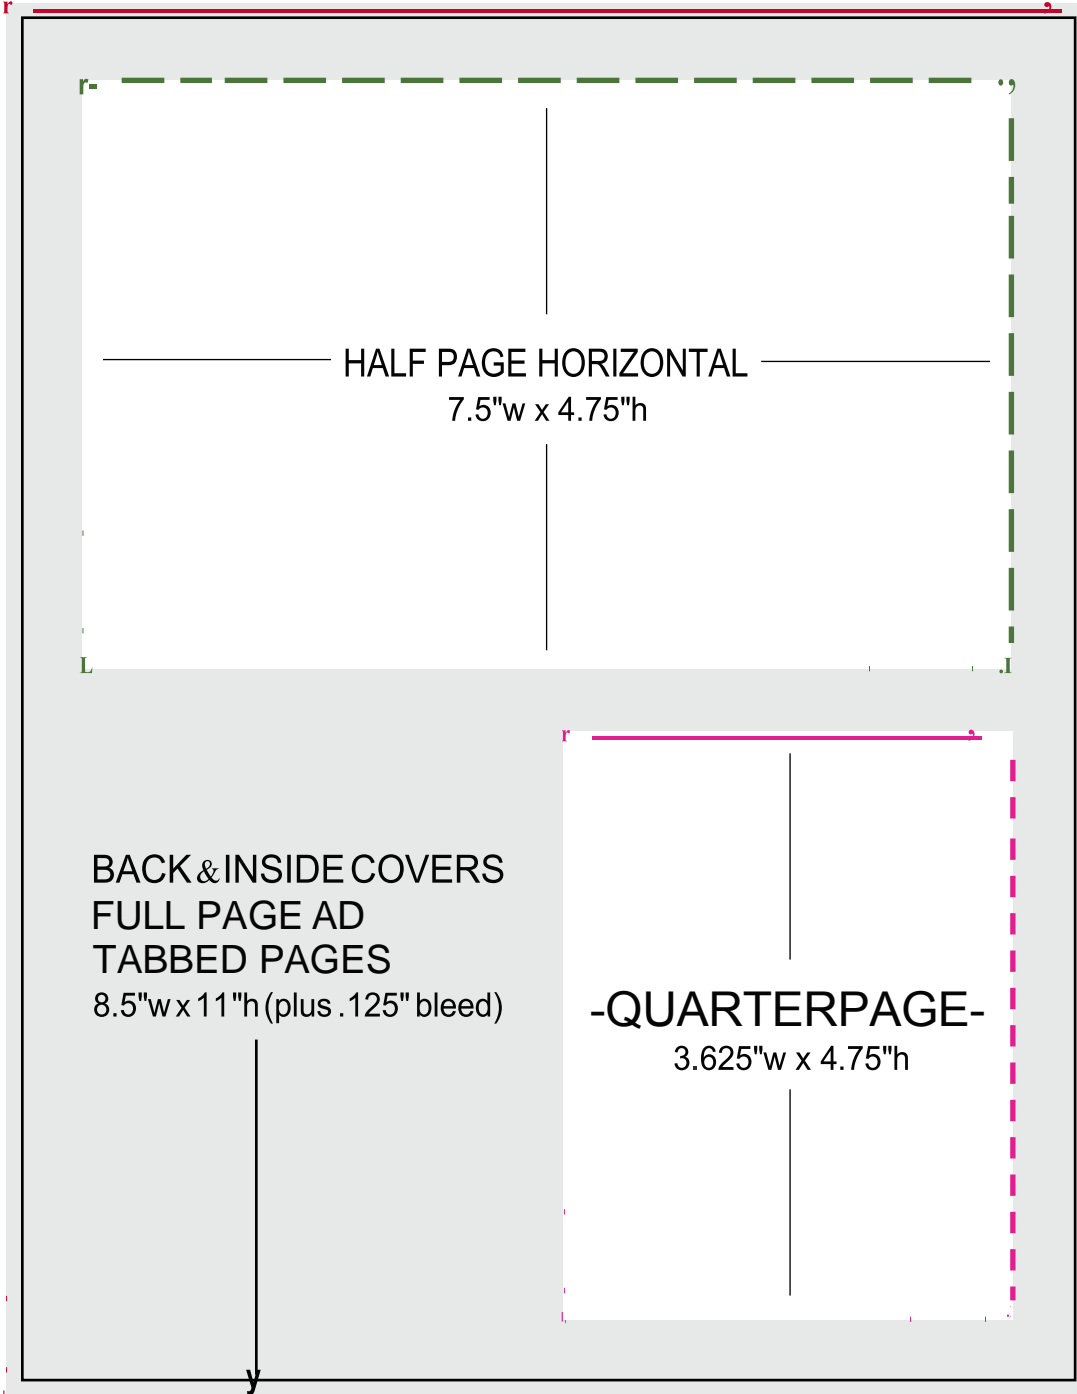 HALF PAGE HORIZONTAL
7.5"w x 4.75"h
BACK & INSIDE COVERS
FULL PAGE AD
TABBED PAGES
8.5"w x 11"h (plus .125" bleed)
-QUARTERPAGE-
3.625"w x 4.75"h